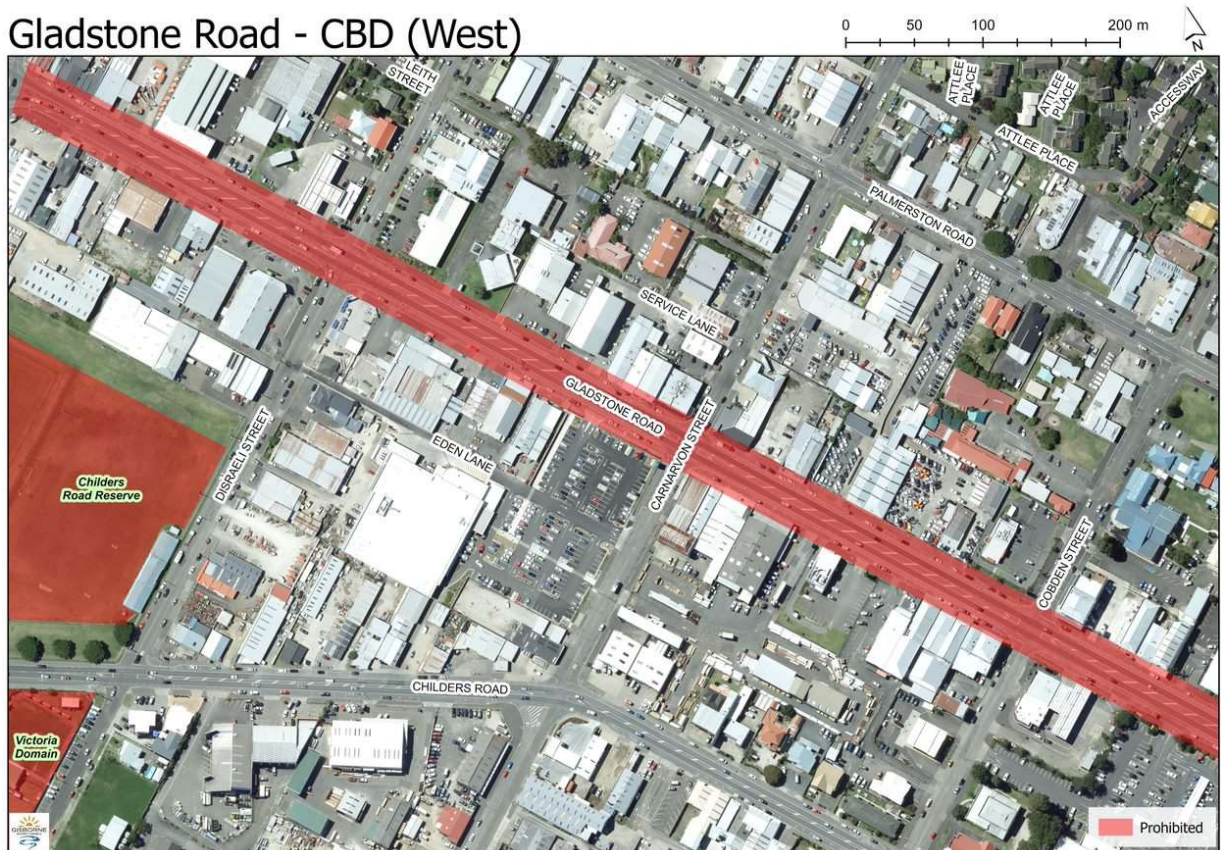 Gladstone Road - CBD (West)
0 50 100 200 m
N
LEITH
STREET
ATTLEE
PLACE
ATTLEE
PLACE
ACCESSWAY
ATTLEE PLACE
PALMERSTON ROAD
SERVICE LANE
GLADSTONE ROAD
CARNARVON STREET
DISRAELI STREET
EDEN LANE
Childers
Road Reserve
COBDEN STREET
CHILDERS ROAD
Victoria
Domain
GISBORNE
Prohibited